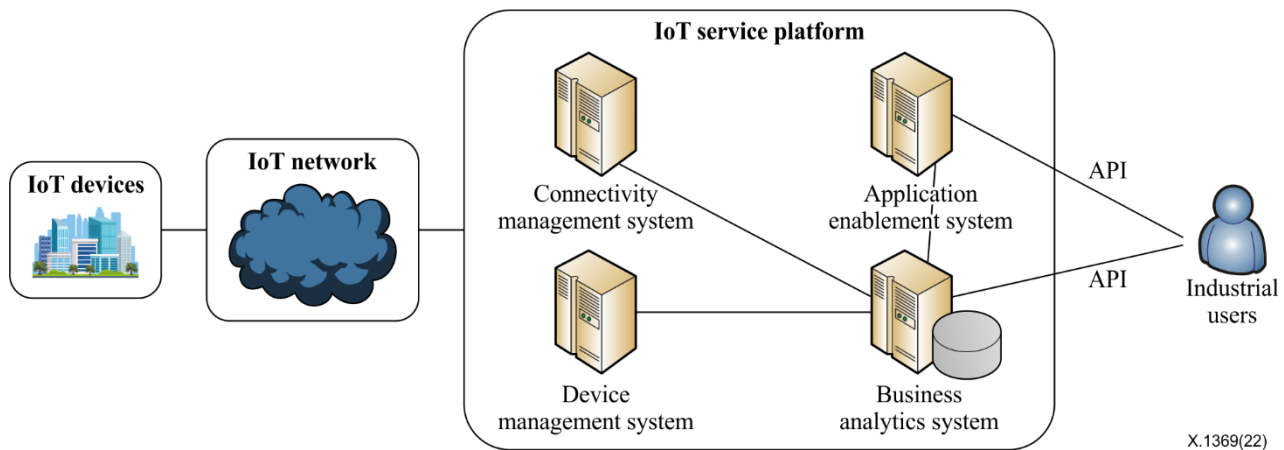 IoT service platform
IoT network
IoT devices
Connectivity
management system
Application
enablement system
API
API
Industrial
users
Device
management system
Business
analytics system
X.1369(22)